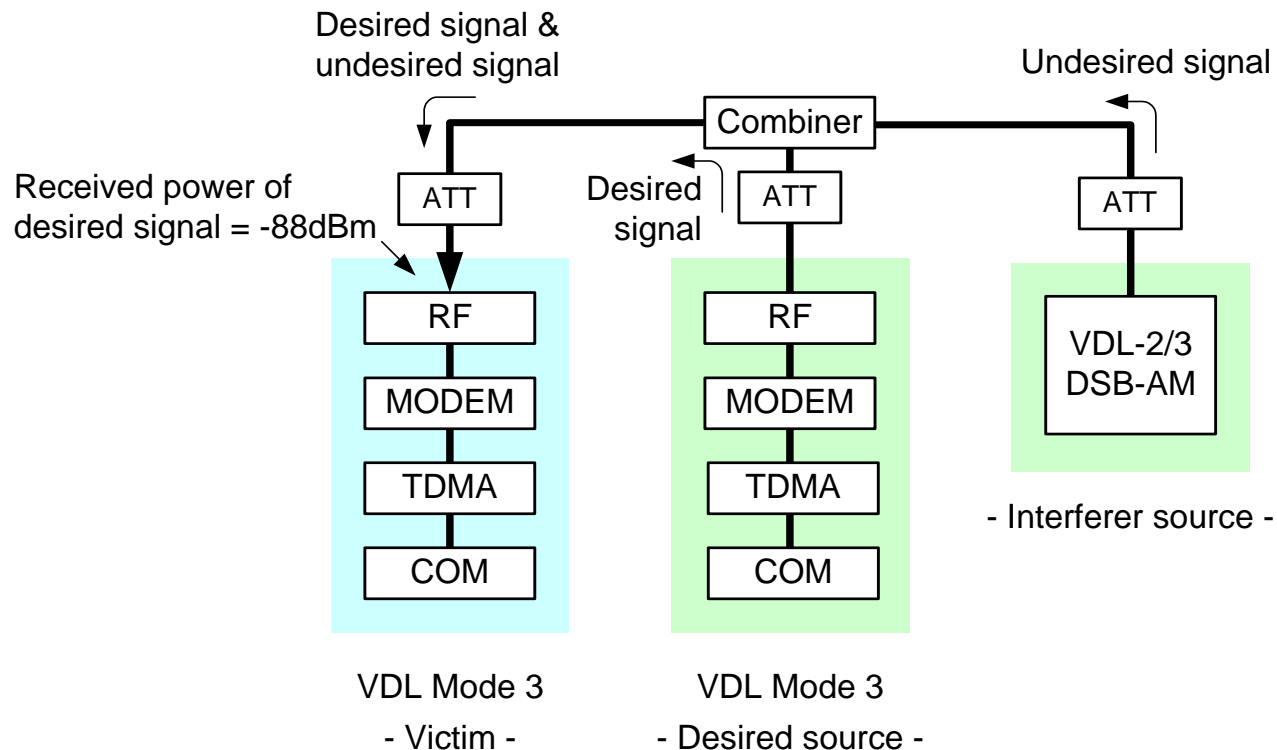 Desired signal &
undesired signal
Undesired signal
Combiner
Received power of
desired signal = -88dBm
ATT
Desired
signal
ATT
ATT
RF
MODEM
TDMA
COM
RF
MODEM
TDMA
COM
VDL-2/3
DSB-AM
- Interferer source -
VDL Mode 3
- Victim -
VDL Mode 3
- Desired source -